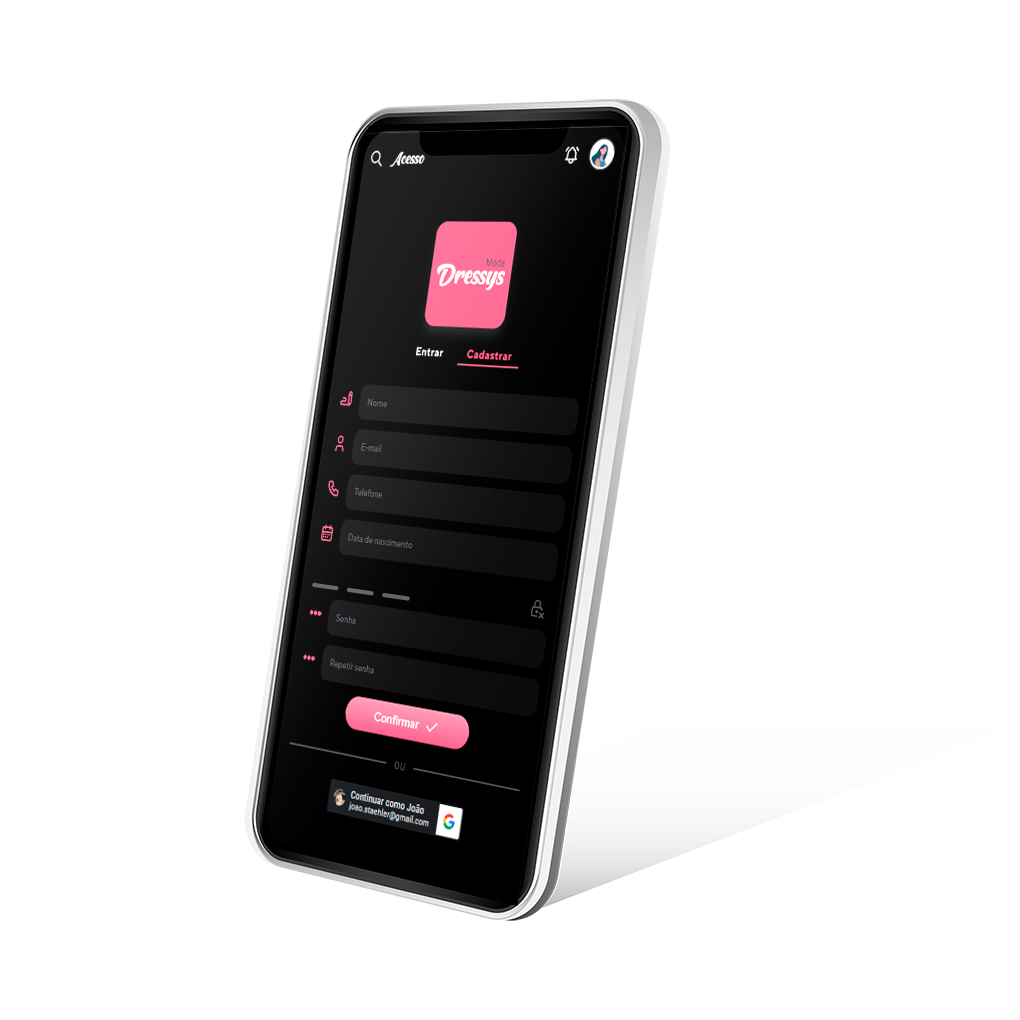 Acesso
Moda
Dressys
Entrar Cadastrar
Nome
E-mail
Telefone
Data de nascimento
Senha
Repetir senha
Confirmar
OU
Continuar como João
joao.staehler@gmail.com